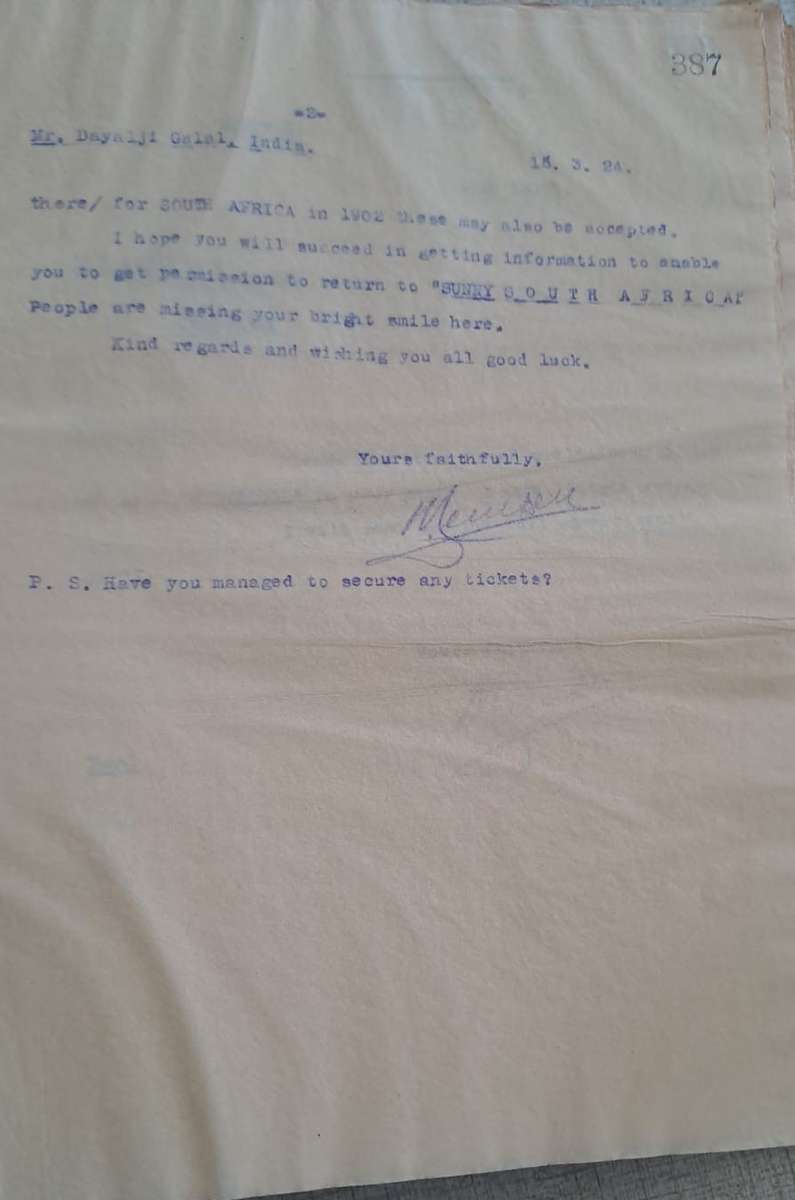 387
-2-
Mr. Dayalji Galal, India.
15. 3. 24.
there/ for SOUTH AFRICA in 1902 these may also be accepted.
I hope you will succeed in getting information to enable
you to get permission to return to "SUNNY S O U T H A F R I C A"
People are missing your bright smile here.
Kind regards and wishing you all good luck.
Yours faithfully,
P. S. Have you managed to secure any tickets?